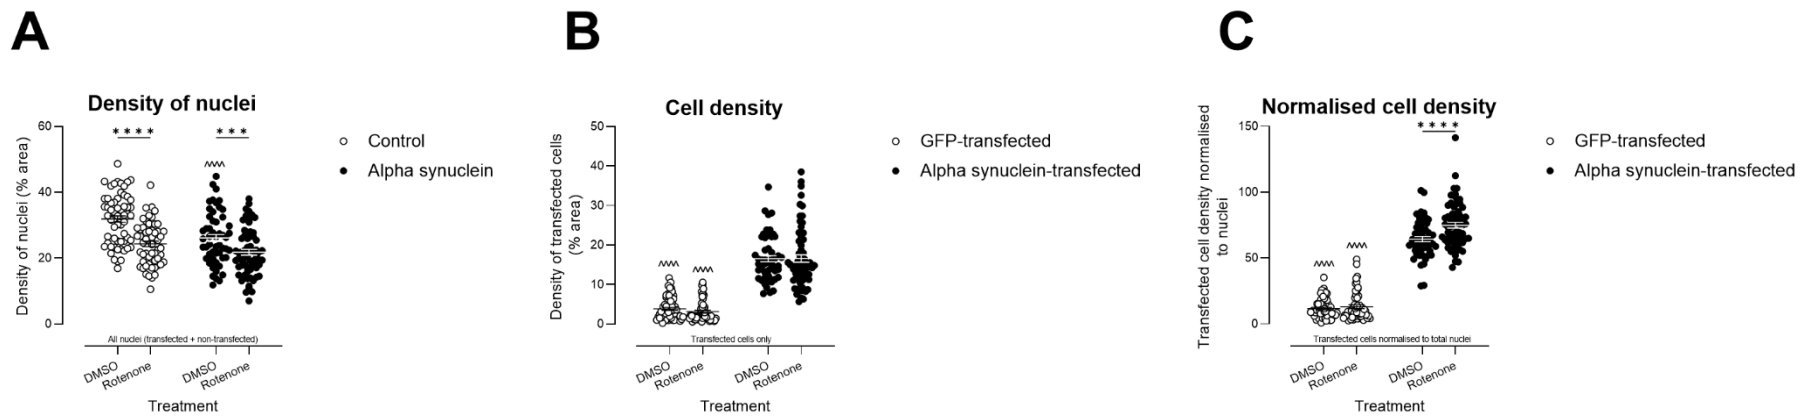 A
Density of nuclei
Density of nuclei (% area)
60
40
20
0
****
***
^^^^
All nuclei (transfected + non-transfected)
DMSO
Rotenone
DMSO
Rotenone
Treatment
Control
Alpha synuclein
B
Cell density
Density of transfected cells
(% area)
50
40
30
20
10
0
^^^^
^^^^
Transfected cells only
DMSO
Rotenone
DMSO
Rotenone
Treatment
GFP-transfected
Alpha synuclein-transfected
C
Normalised cell density
Transfected cell density normalised
to nuclei
150
100
50
0
****
^^^^
^^^^
Transfected cells normalised to total nuclei
DMSO
Rotenone
DMSO
Rotenone
Treatment
GFP-transfected
Alpha synuclein-transfected